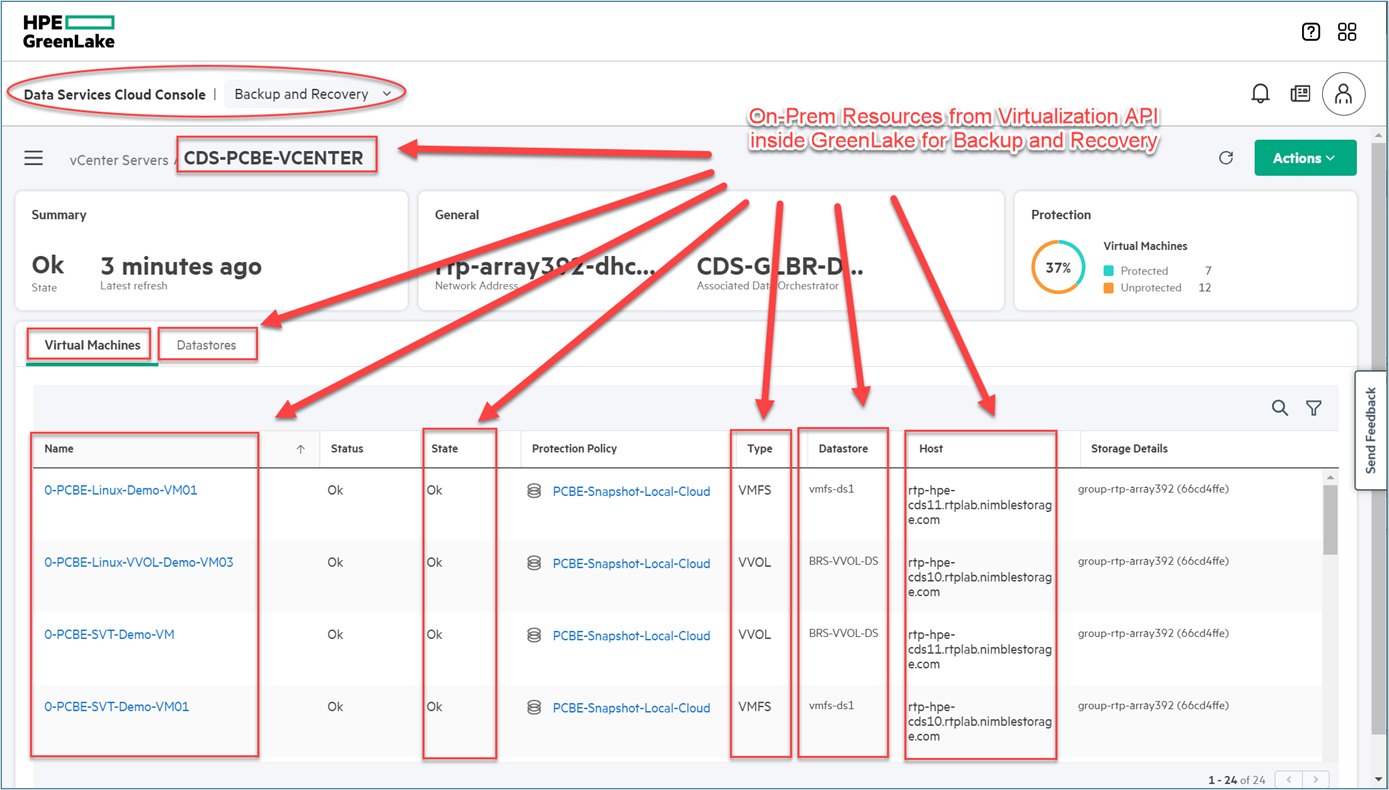 HPE
GreenLake
Data Services Cloud Console | Backup and Recovery
On-Prem Resources from Virtualization API
inside GreenLake for Backup and Recovery
vCenter Servers / CDS-PCBE-VCENTER
Actions
Summary
Ok
State
3 minutes ago
Latest refresh
General
rtp-array392-dhc...
Network Address
CDS-GLBR-D...
Associated Data Orchestrator
Protection
37%
Virtual Machines
Protected 7
Unprotected 12
Virtual Machines
Datastores
Send Feedback
Name Status State Protection Policy Type Datastore Host Storage Details
0-PCBE-Linux-Demo-VM01 Ok Ok PCBE-Snapshot-Local-Cloud VMFS vmfs-ds1 rtp-hpe-
cds11.rtplab.nimblestorag
e.com
group-rtp-array392 (66cd4ffe)
0-PCBE-Linux-VVOL-Demo-VM03 Ok Ok PCBE-Snapshot-Local-Cloud VVOL BRS-VVOL-DS rtp-hpe-
cds10.rtplab.nimblestorag
e.com
group-rtp-array392 (66cd4ffe)
0-PCBE-SVT-Demo-VM Ok Ok PCBE-Snapshot-Local-Cloud VVOL BRS-VVOL-DS rtp-hpe-
cds11.rtplab.nimblestorag
e.com
group-rtp-array392 (66cd4ffe)
0-PCBE-SVT-Demo-VM01 Ok Ok PCBE-Snapshot-Local-Cloud VMFS vmfs-ds1 rtp-hpe-
cds10.rtplab.nimblestorag
e.com
group-rtp-array392 (66cd4ffe)
1 - 24 of 24